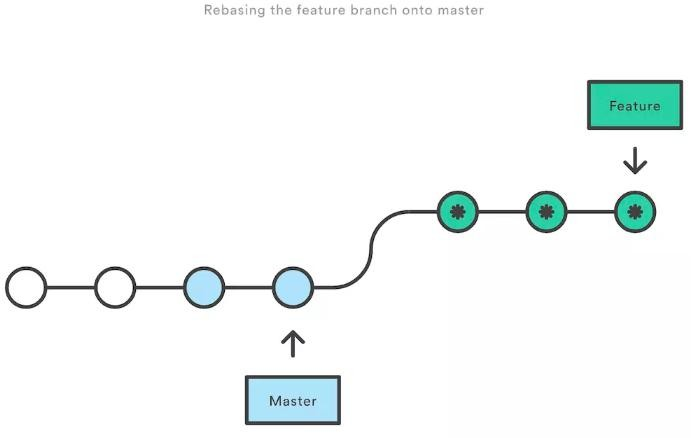 Rebasing the feature branch onto master
Feature
Master